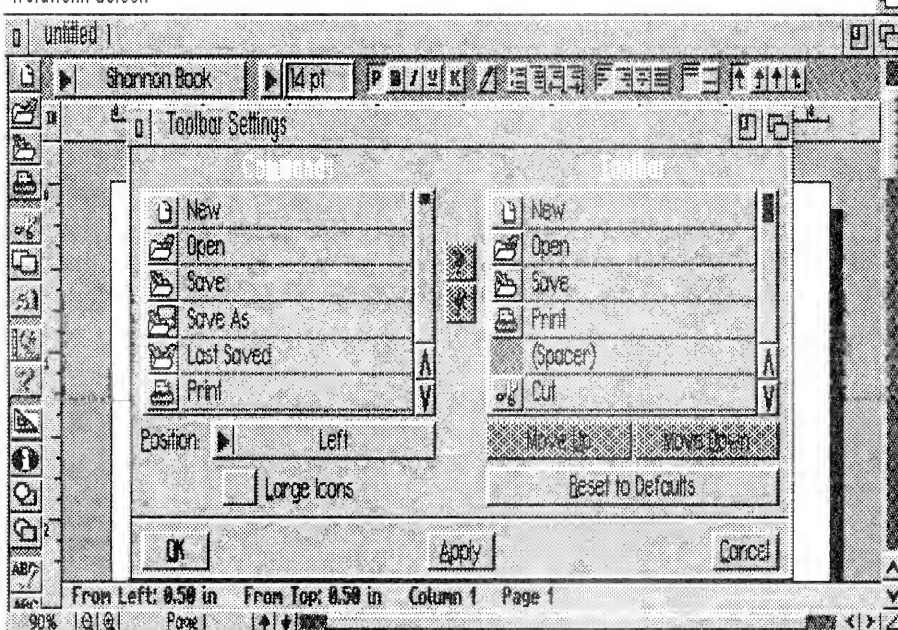 untitled 1
Shannon Book
14 pt
P B I U K
Toolbar Settings
Commands
Toolbar
New
Open
Save
Save As
Last Saved
Print
New
Open
Save
Print
(Spacer)
Cut
Position:
Left
Move Up
Move Down
Large Icons
Reset to Defaults
OK
Apply
Cancel
From Left: 0.50 in From Top: 0.50 in Column 1 Page 1
90%
Page 1